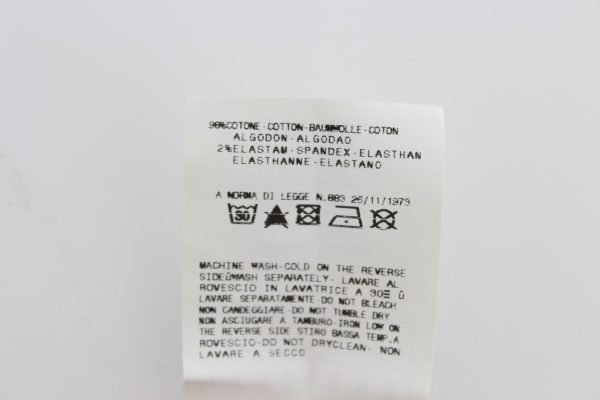 98%COTONE-COTTON-BAUMWOLLE-COTON
ALGODON-ALGODAO
2%ELASTAM-SPANDEX-ELASTHAN
ELASTHANNE-ELASTANO
A NORMA DI LEGGE N.883 26/11/1973
30
MACHINE WASH-COLD ON THE REVERSE
SIDEÛWASH SEPARATELY- LAVARE AL
ROVESCIO IN LAVATRICE A 30Ξ Û
LAVARE SEPARATAMENTE-DO NOT BLEACH
NON CANDEGGIARE-DO NOT TUMBLE DRY
NON ASCIUGARE A TAMBURO-IRON LOW ON
THE REVERSE SIDE STIRO BASSA TEMP.A
ROVESCIO-DO NOT DRYCLEAN- NON
LAVARE A SECCO